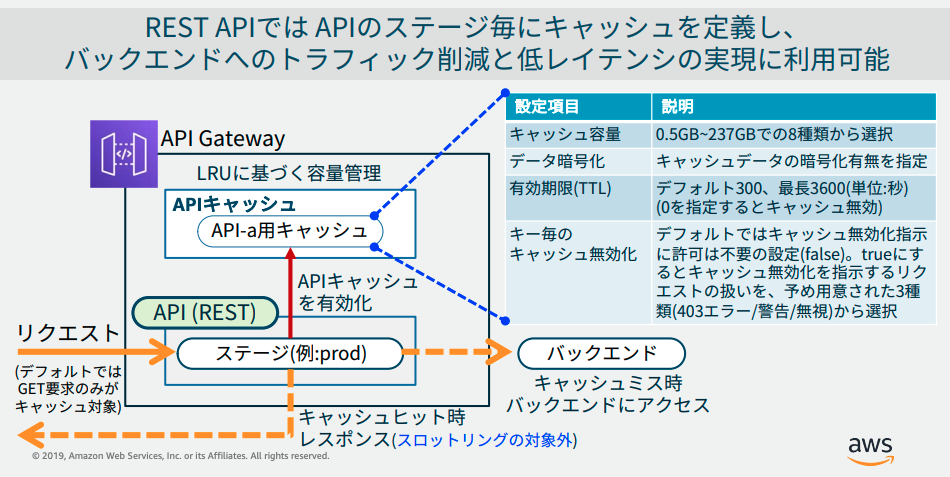 REST APIでは APIのステージ毎にキャッシュを定義し、
バックエンドへのトラフィック削減と低レイテンシの実現に利用可能
API Gateway
LRUに基づく容量管理
APIキャッシュ
API-a用キャッシュ
APIキャッシュ
を有効化
API (REST)
リクエスト
ステージ(例:prod)
バックエンド
(デフォルトでは
GET要求のみが
キャッシュ対象)
キャッシュミス時
バックエンドにアクセス
キャッシュヒット時
レスポンス(スロットリングの対象外)
設定項目 説明
キャッシュ容量 0.5GB~237GBでの8種類から選択
データ暗号化 キャッシュデータの暗号化有無を指定
有効期限(TTL) デフォルト300、最長3600(単位:秒)
(0を指定するとキャッシュ無効)
キー毎の デフォルトではキャッシュ無効化指示
キャッシュ無効化 に許可は不要の設定(false)。trueにす
るとキャッシュ無効化を指示するリク
エストの扱いを、予め用意された3種
類(403エラー/警告/無視)から選択
© 2019, Amazon Web Services, Inc. or its Affiliates. All rights reserved.
aws